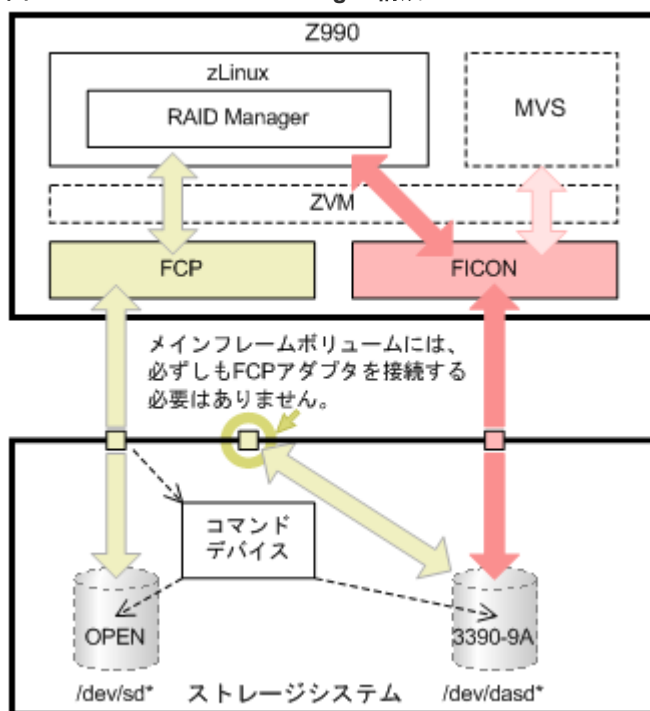 Z990
zLinux
RAID Manager
MVS
ZVM
FCP
FICON
メインフレームボリュームには、
必ずしもFCPアダプタを接続する
必要はありません。
コマンド
デバイス
OPEN
3390-9A
/dev/sd*
ストレージシステム
/dev/dasd*